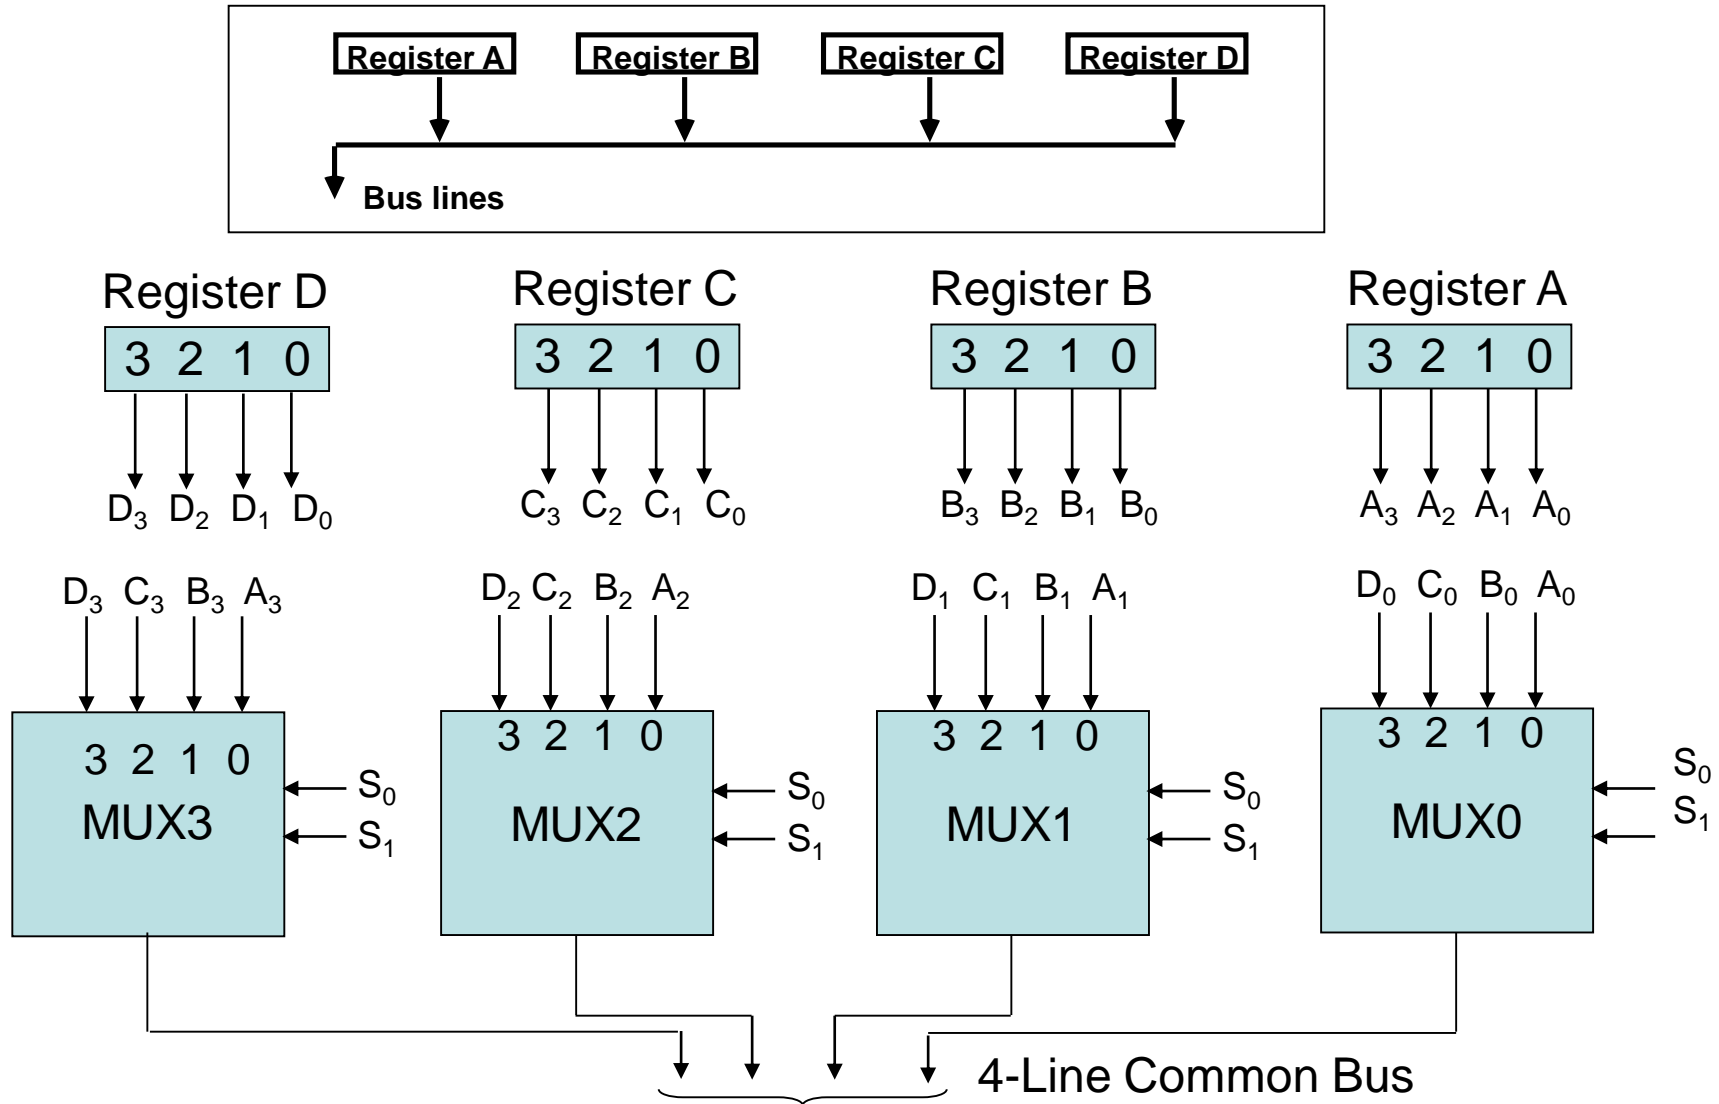 Register A Register B Register C Register D
Bus lines
Register D Register C Register B Register A
3 2 1 0 3 2 1 0 3 2 1 0 3 2 1 0
D3 D2 D1 D0 C3 C2 C1 C0 B3 B2 B1 B0 A3 A2 A1 A0
D3 C3 B3 A3 D2 C2 B2 A2 D1 C1 B1 A1 D0 C0 B0 A0
3 2 1 0 3 2 1 0 3 2 1 0 3 2 1 0
S0 S0 S0 S0
MUX3 MUX2 MUX1 MUX0
S1 S1 S1 S1
4-Line Common Bus